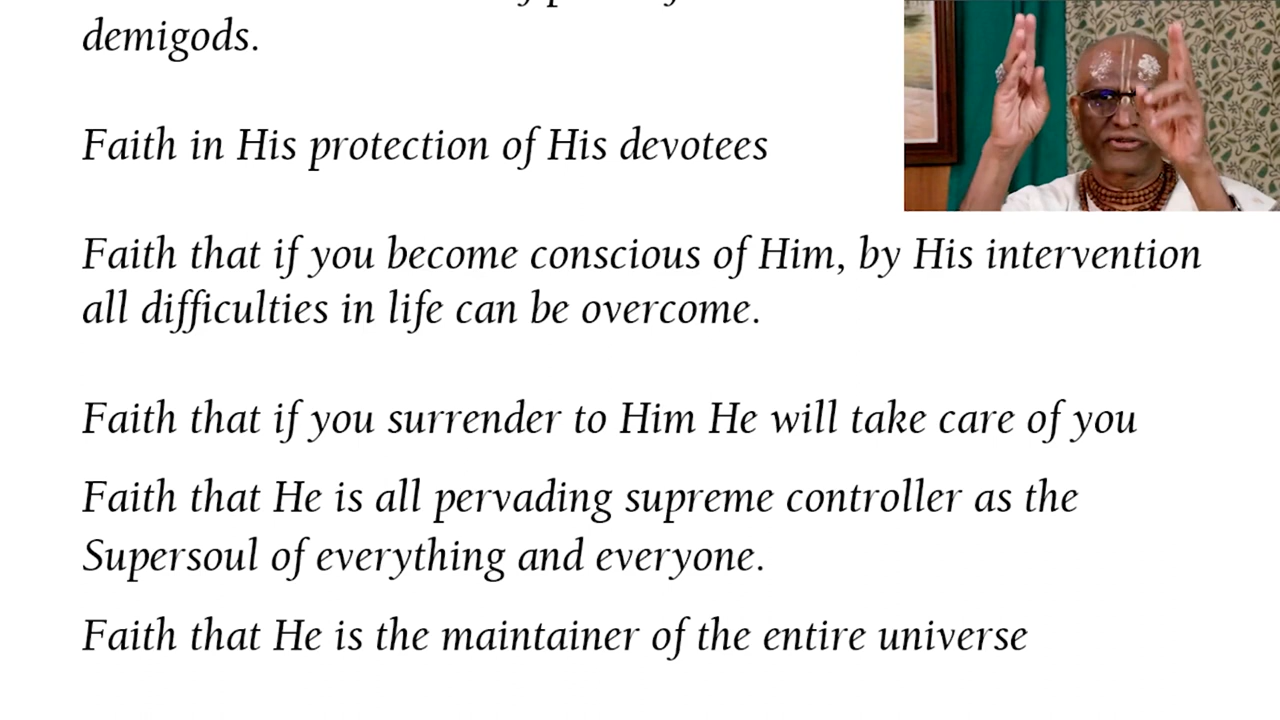 demigods.
Faith in His protection of His devotees
Faith that if you become conscious of Him, by His intervention
all difficulties in life can be overcome.
Faith that if you surrender to Him He will take care of you
Faith that He is all pervading supreme controller as the
Supersoul of everything and everyone.
Faith that He is the maintainer of the entire universe